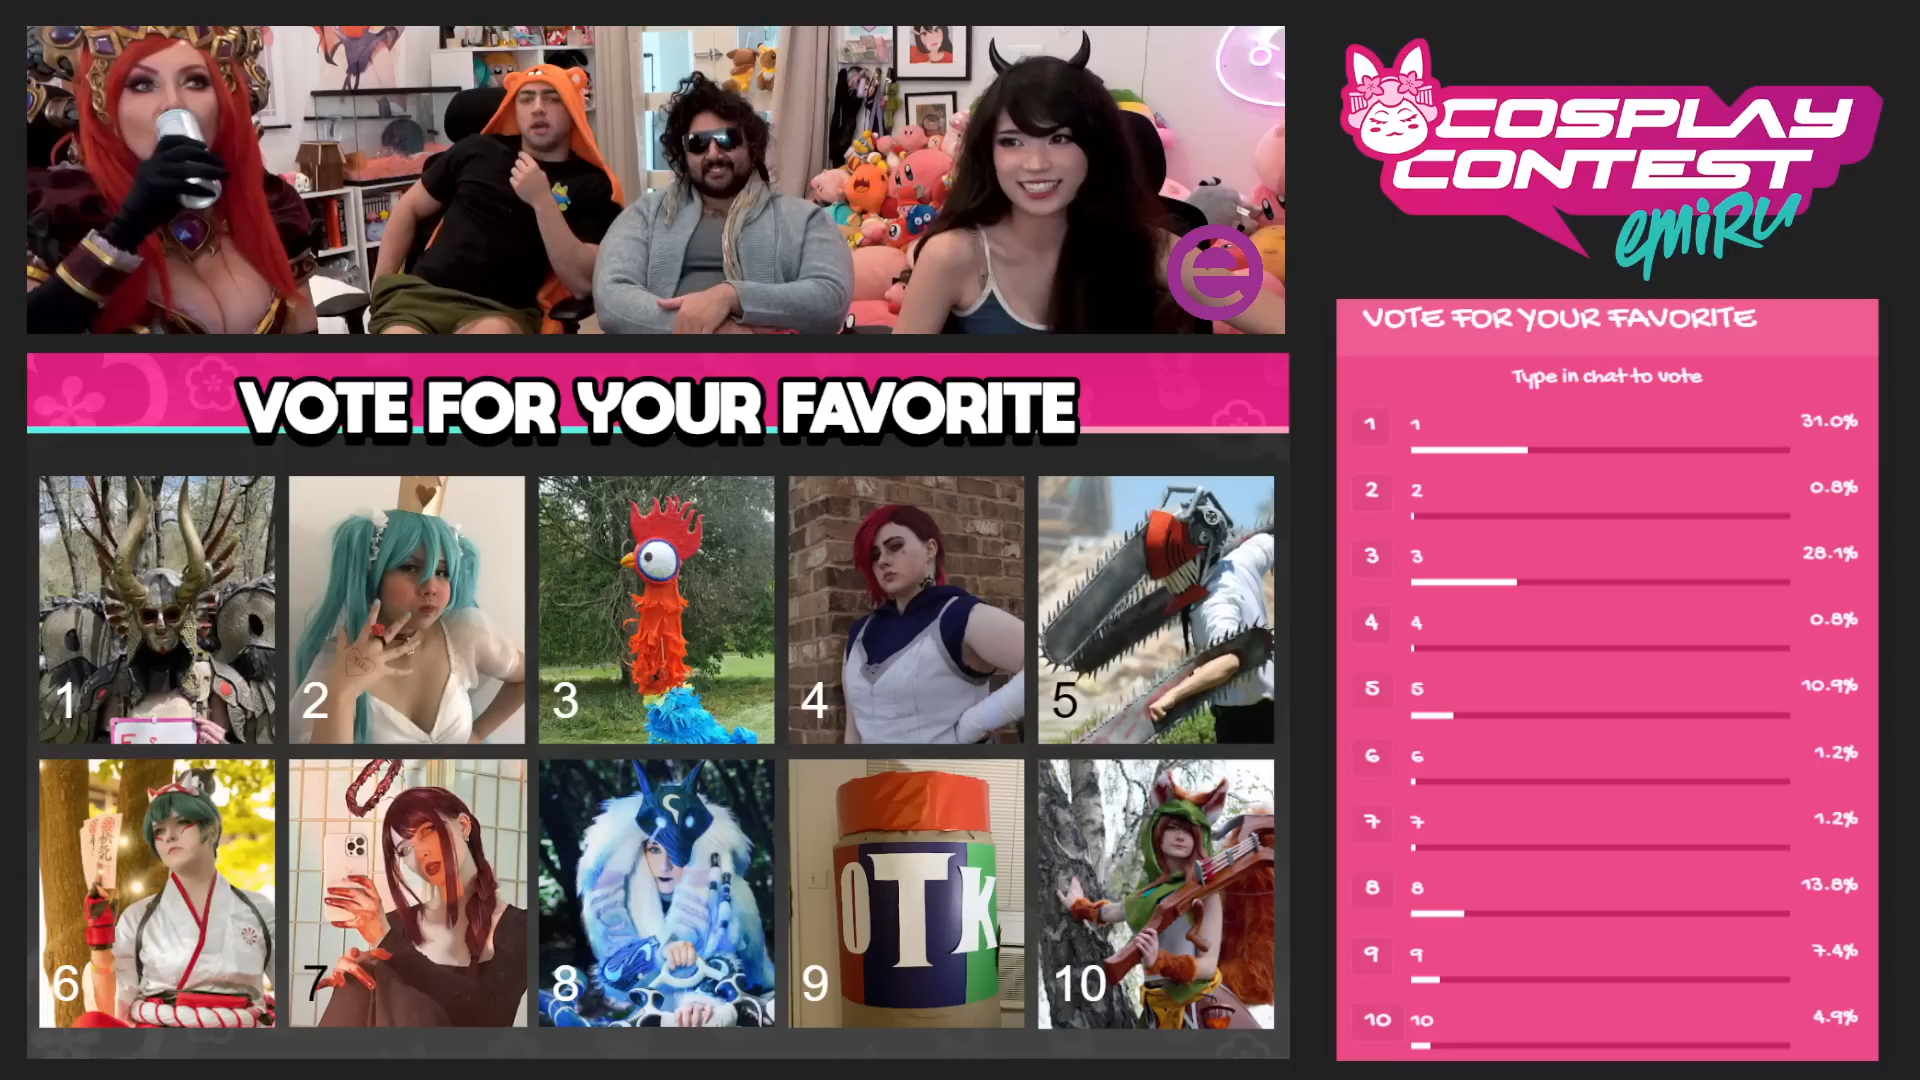 COSPLAY
CONTEST
emiru
e
VOTE FOR YOUR FAVORITE
1
2
3
4
5
6
7
8
OTK
9
10
VOTE FOR YOUR FAVORITE
Type in chat to vote
1 1 31.0%
2 2 0.8%
3 3 28.1%
4 4 0.8%
5 5 10.9%
6 6 1.2%
7 7 1.2%
8 8 13.8%
9 9 7.4%
10 10 4.9%